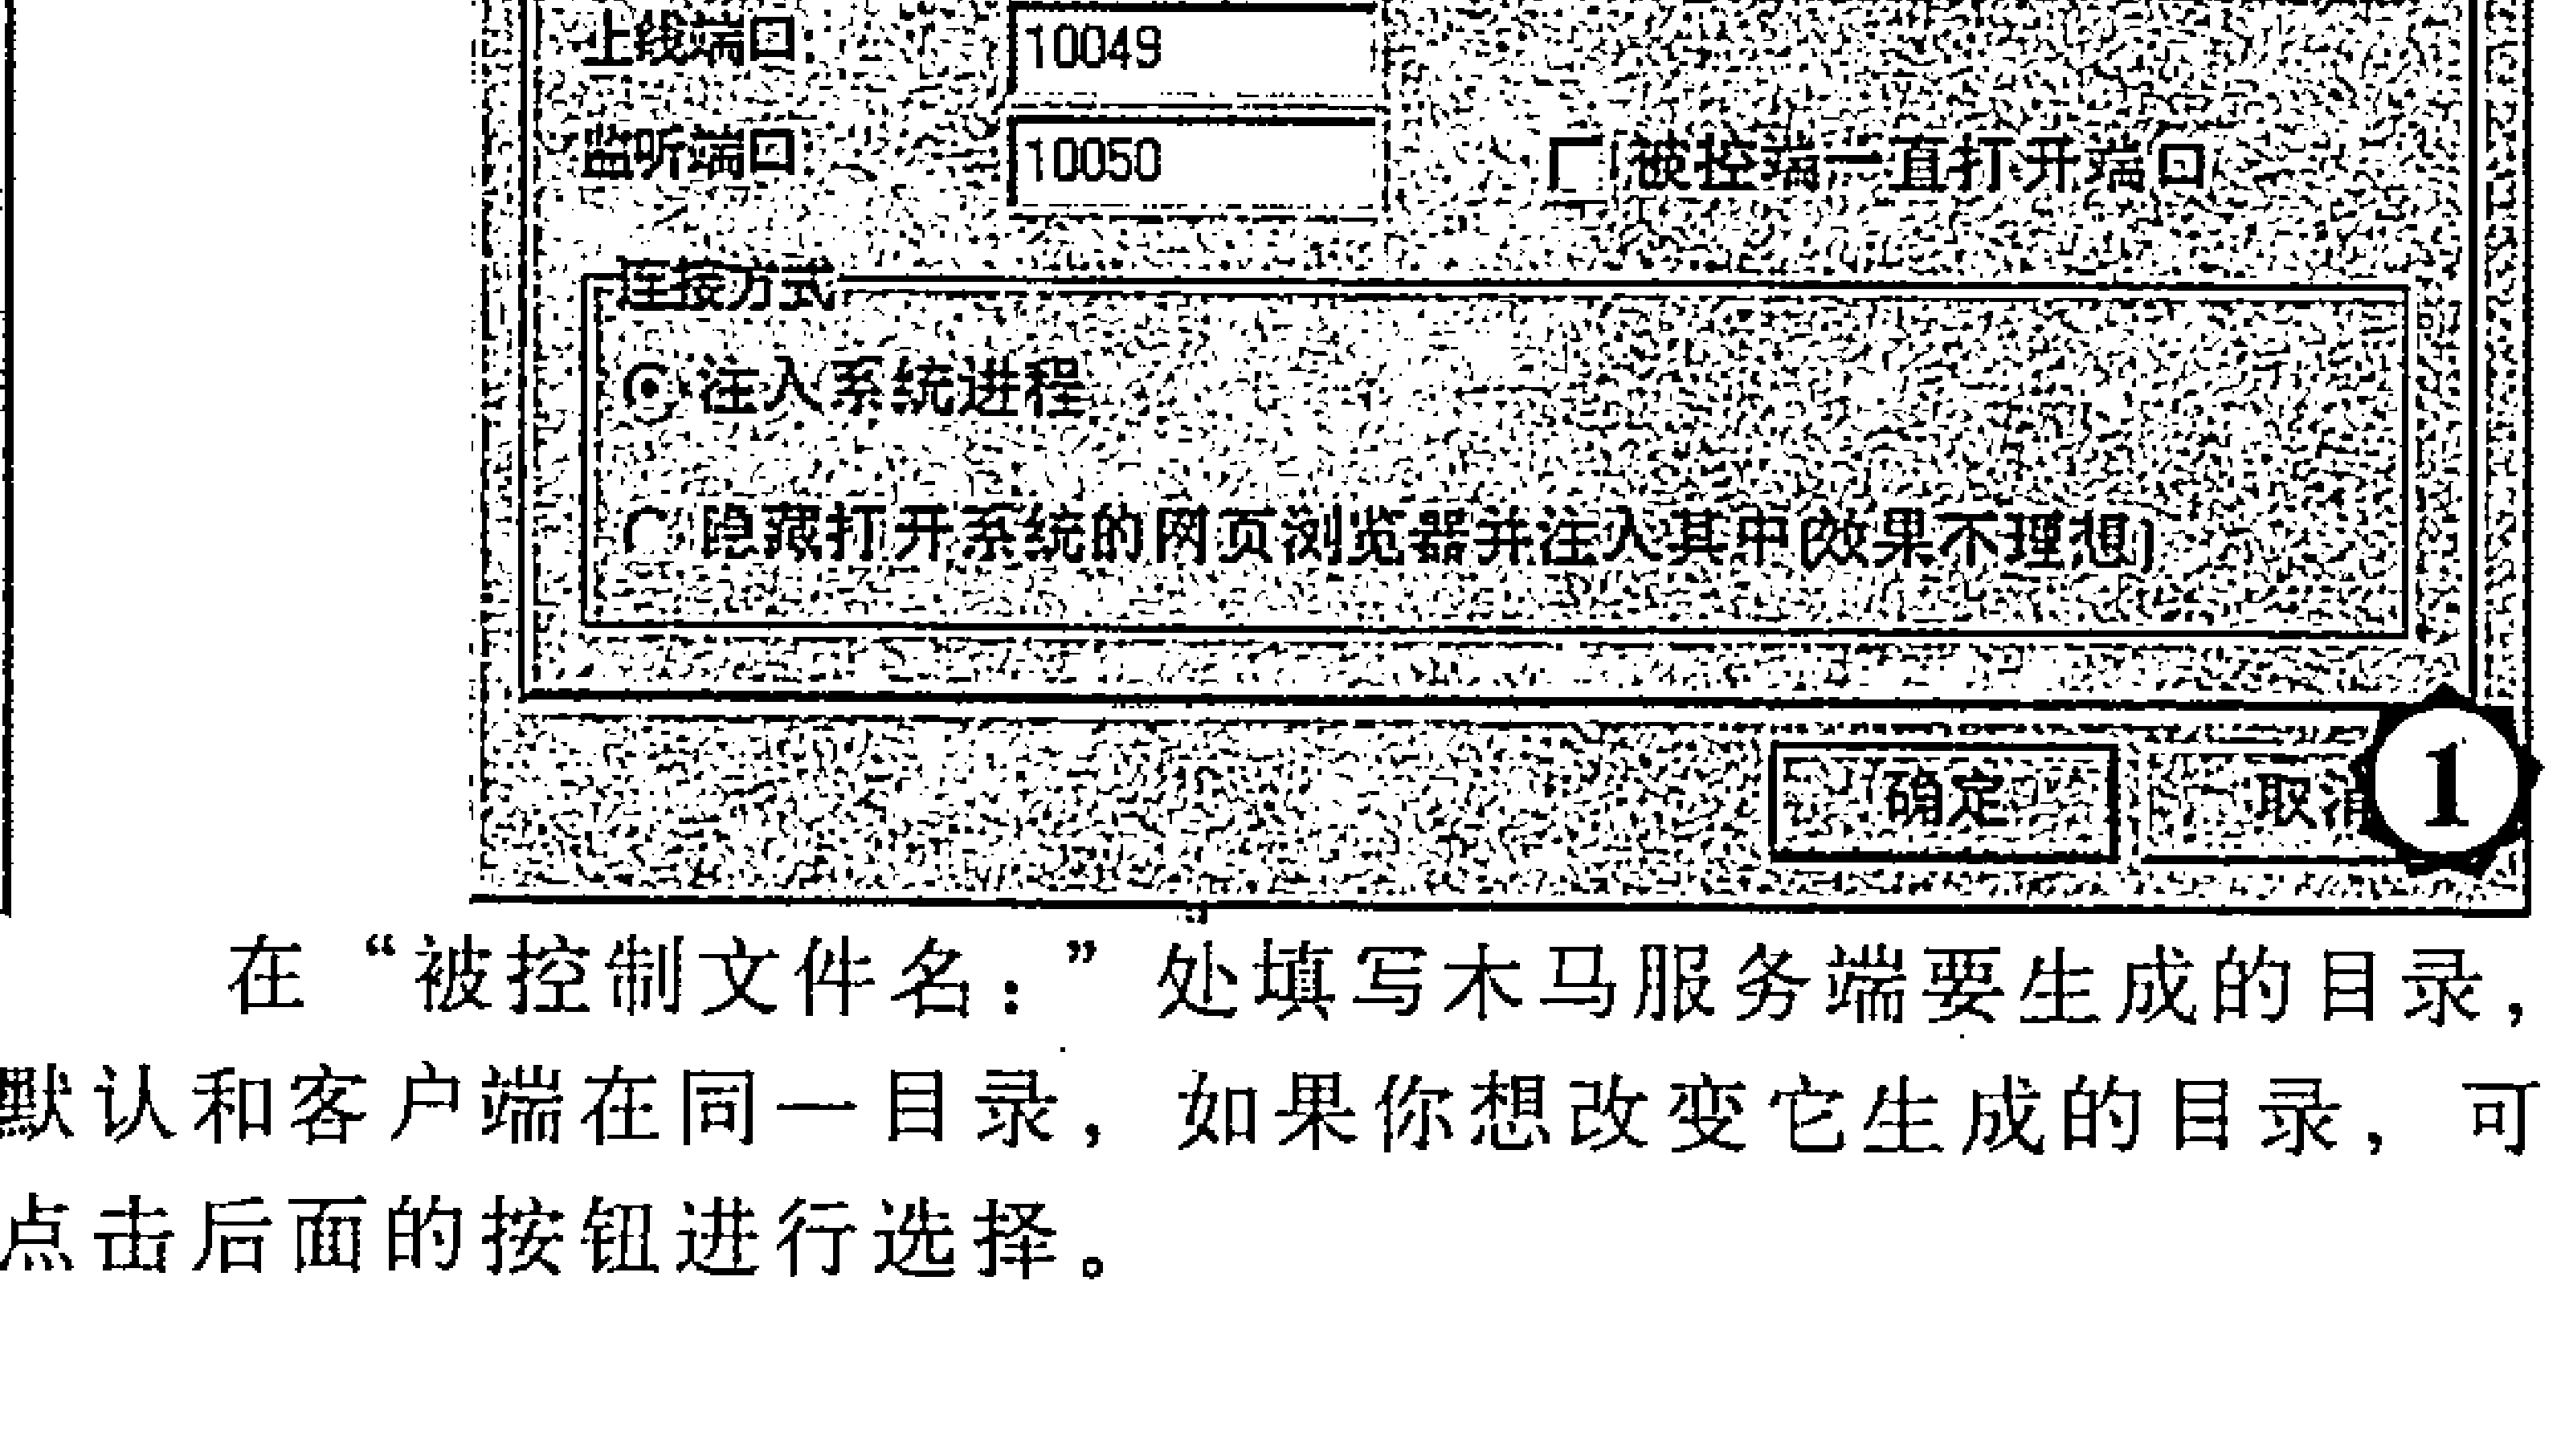 上线端口: 10049
监听端口: 10050 被控端一直打开端口
连接方式
注入系统进程
隐藏打开系统的网页浏览器并注入其中(效果不理想)
确定 取消
1
在“被控制文件名：”处填写木马服务端要生成的目录，
默认和客户端在同一目录，如果你想改变它生成的目录，可
点击后面的按钮进行选择。